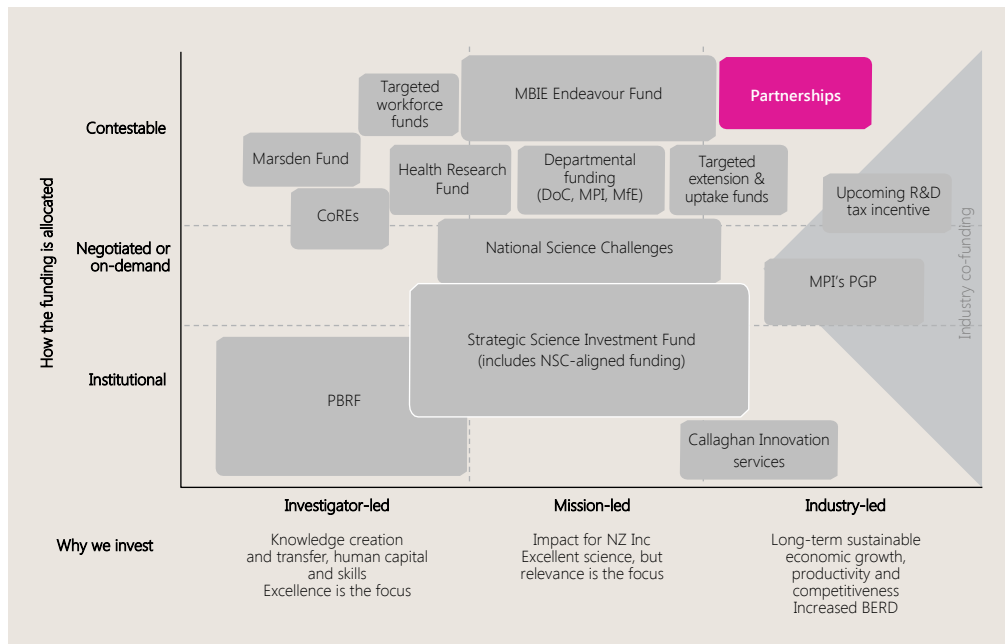 How the funding is allocated
Contestable
Negotiated or
on-demand
Institutional
Targeted
workforce
funds
MBIE Endeavour Fund
Partnerships
Marsden Fund
Health Research
Fund
Departmental
funding
(DoC, MPI, MfE)
Targeted
extension &
uptake funds
Upcoming R&D
tax incentive
CoREs
National Science Challenges
MPI's PGP
Industry co-funding
Strategic Science Investment Fund
(includes NSC-aligned funding)
PBRF
Callaghan Innovation
services
Investigator-led
Mission-led
Industry-led
Why we invest
Knowledge creation
and transfer, human capital
and skills
Excellence is the focus
Impact for NZ Inc
Excellent science, but
relevance is the focus
Long-term sustainable
economic growth,
productivity and
competitiveness
Increased BERD